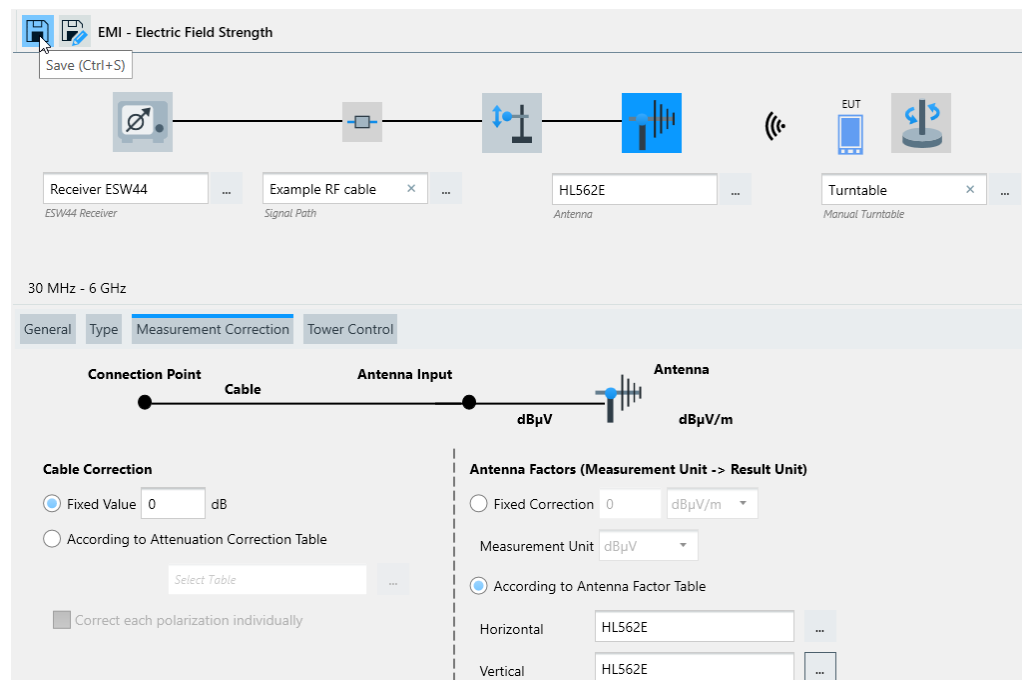 EMI - Electric Field Strength
Save (Ctrl+S)
EUT
Receiver ESW44 ...
Example RF cable × ...
HL562E ...
Turntable × ...
ESW44 Receiver
Signal Path
Antenna
Manual Turntable
30 MHz - 6 GHz
General Type Measurement Correction Tower Control
Connection Point
Cable
Antenna Input
Antenna
dBµV
dBµV/m
Cable Correction
Fixed Value 0 dB
According to Attenuation Correction Table
Select Table ...
Correct each polarization individually
Antenna Factors (Measurement Unit -> Result Unit)
Fixed Correction 0 dBµV/m
Measurement Unit dBµV
According to Antenna Factor Table
Horizontal HL562E ...
Vertical HL562E ...